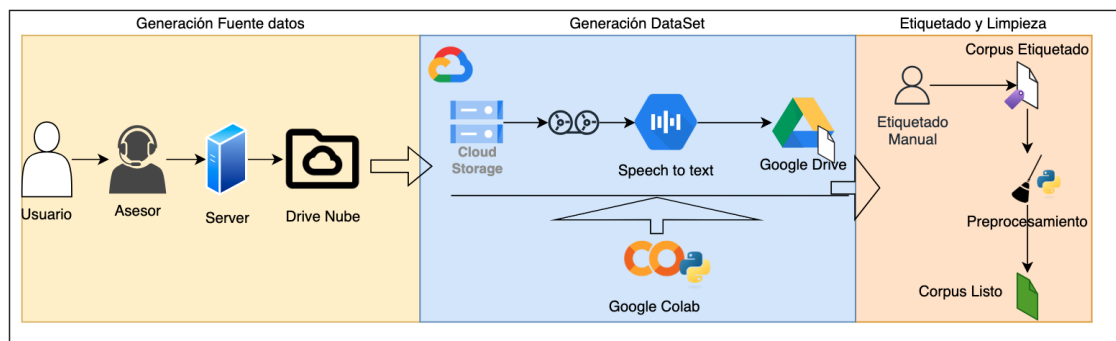 Generación Fuente datos
Generación DataSet
Etiquetado y Limpieza
Usuario
Asesor
Server
Drive Nube
Cloud
Storage
Speech to text
Google Drive
Google Colab
Corpus Etiquetado
Etiquetado
Manual
Preprocesamiento
Corpus Listo